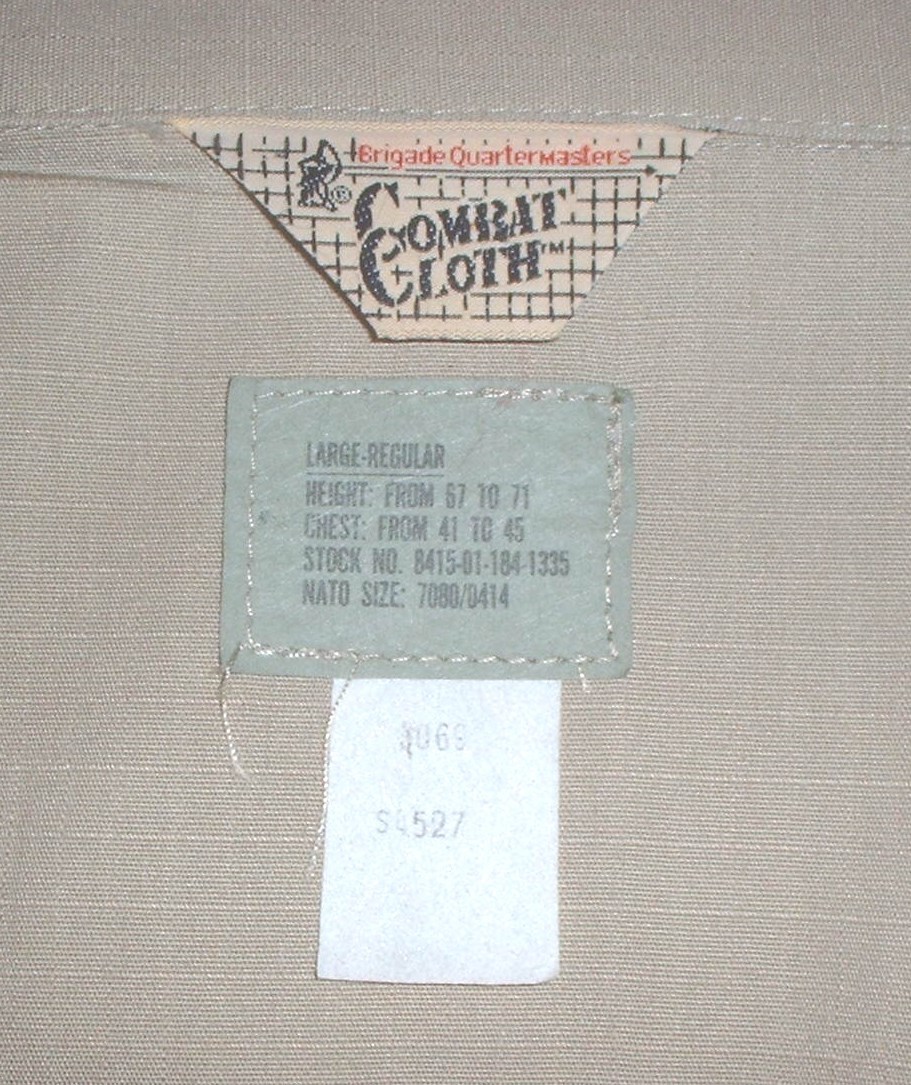 Brigade Quartermasters
®
COMBAT
CLOTH™
LARGE-REGULAR
HEIGHT: FROM 67 TO 71
CHEST: FROM 41 TO 45
STOCK NO. 8415-01-184-1335
NATO SIZE: 7080/0414